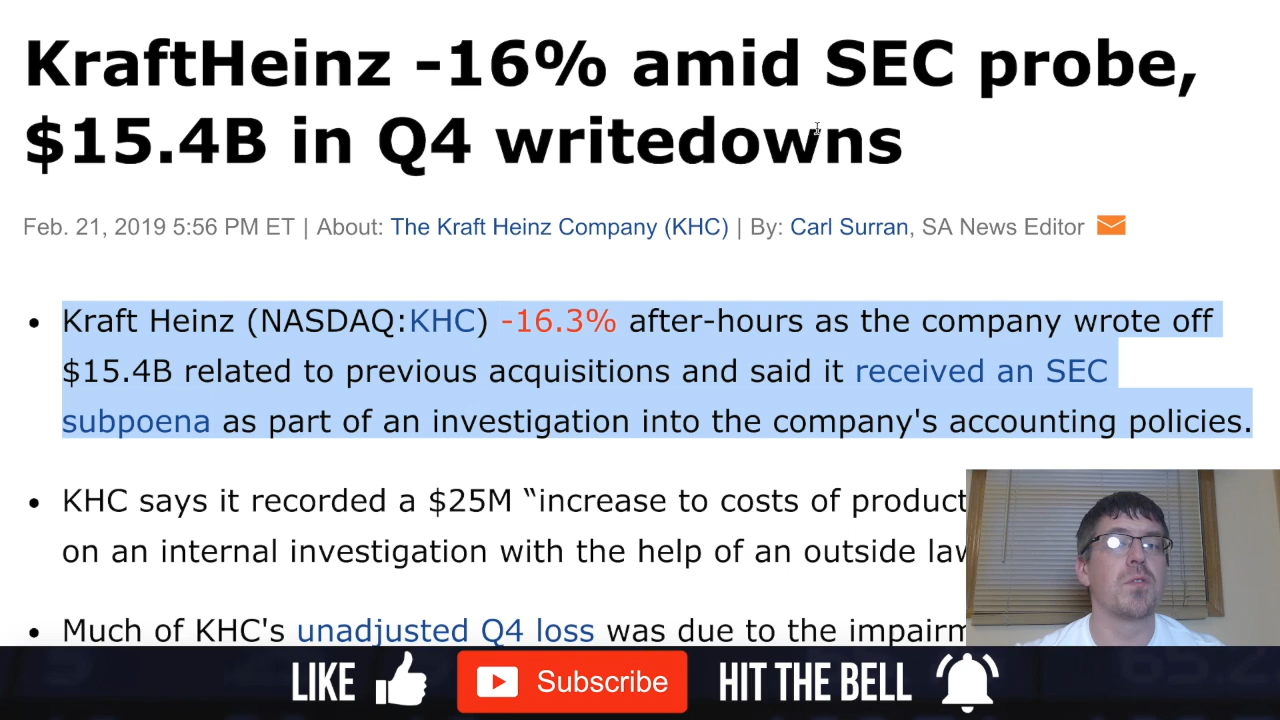 KraftHeinz -16% amid SEC probe,
$15.4B in Q4 writedowns
Feb. 21, 2019 5:56 PM ET | About: The Kraft Heinz Company (KHC) | By: Carl Surran, SA News Editor
• Kraft Heinz (NASDAQ:KHC) -16.3% after-hours as the company wrote off
$15.4B related to previous acquisitions and said it received an SEC
subpoena as part of an investigation into the company's accounting policies.
• KHC says it recorded a $25M “increase to costs of product
on an internal investigation with the help of an outside
• Much of KHC's unadjusted Q4 loss was due to the
LIKE Subscribe HIT THE BELL